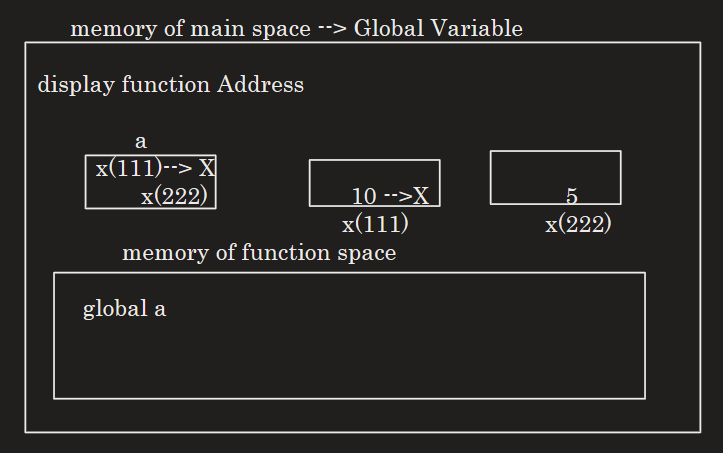 memory of main space --> Global Variable
display function Address
a
x(111)--> X
x(222)
10 -->X
x(111)
5
x(222)
memory of function space
global a